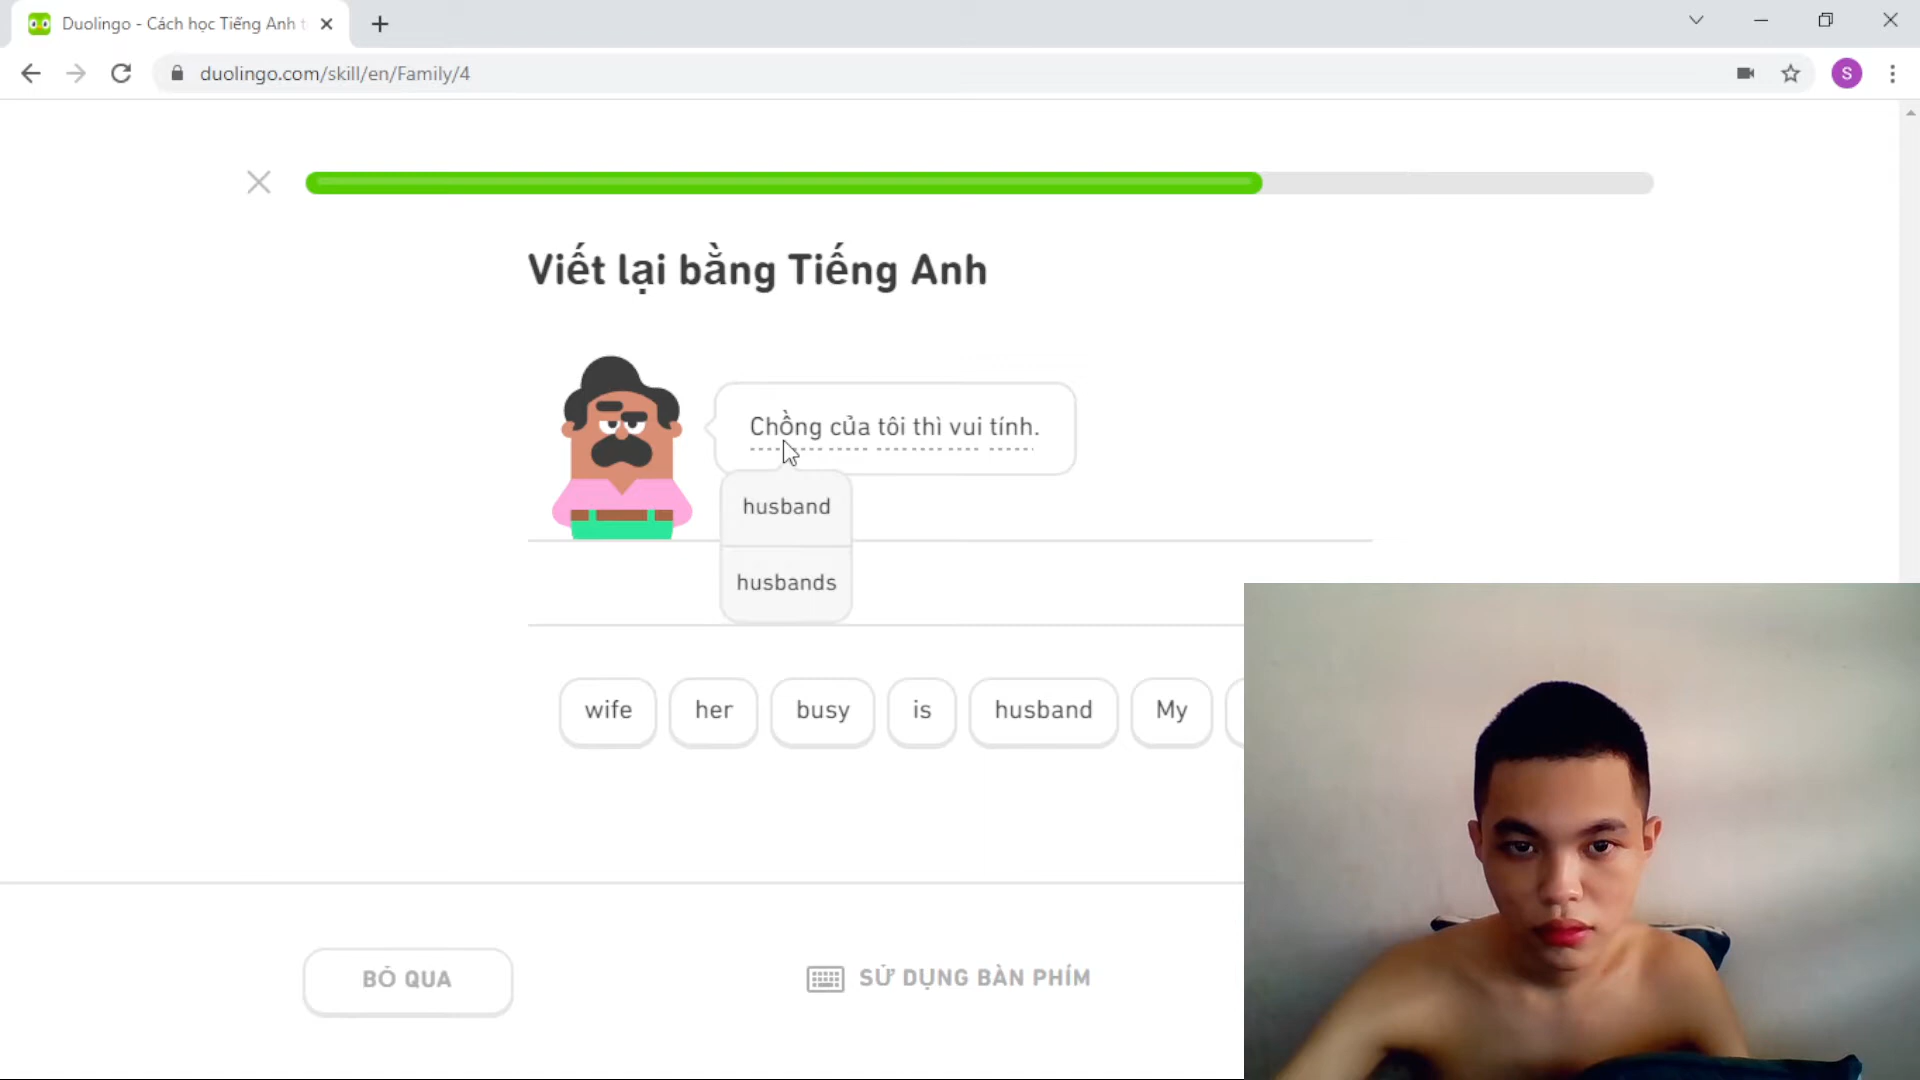 Duolingo - Cách học Tiếng Anh t
duolingo.com/skill/en/Family/4
S
Viết lại bằng Tiếng Anh
Chồng của tôi thì vui tính.
husband
husbands
wife her busy is husband My
BỎ QUA
SỬ DỤNG BÀN PHÍM